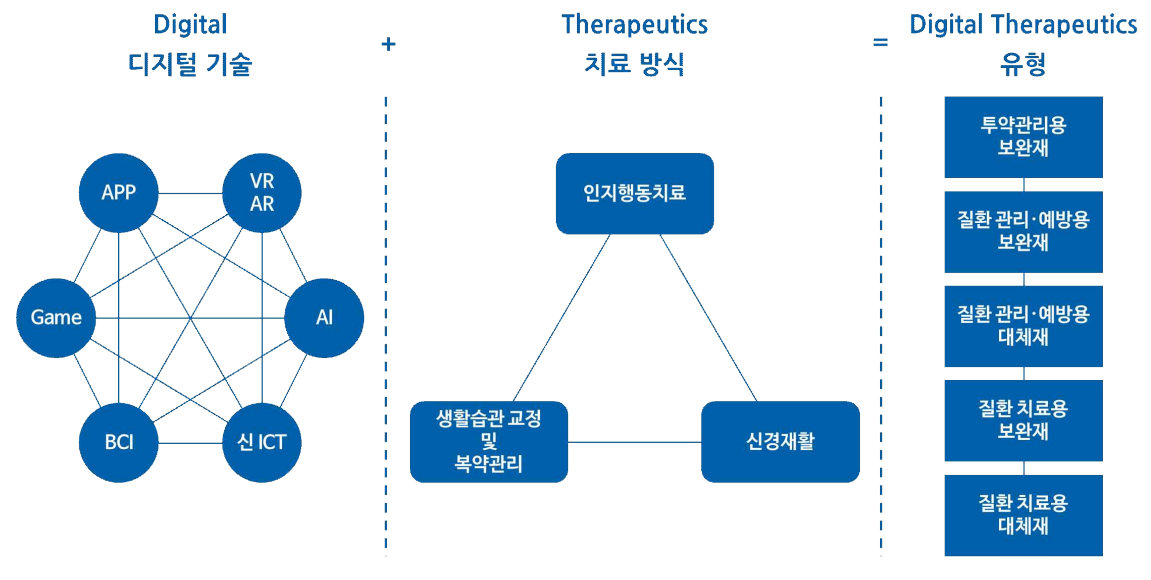 Digital
디지털 기술
+
Therapeutics
치료 방식
=
Digital Therapeutics
유형
APP
VR
AR
Game
AI
BCI
신 ICT
인지행동치료
생활습관 교정
및
복약관리
신경재활
투약관리용
보완재
질환 관리·예방용
보완재
질환 관리·예방용
대체재
질환 치료용
보완재
질환 치료용
대체재